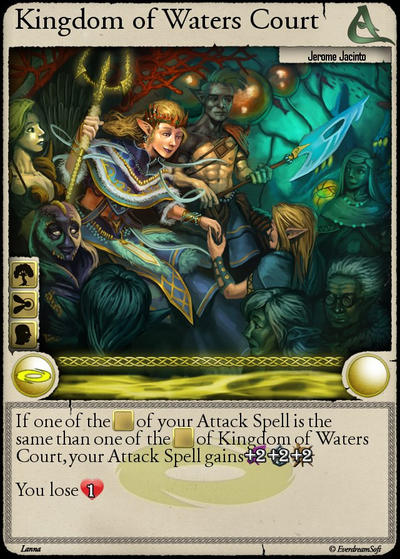 Kingdom of Waters Court
Jerome Jacinto
If one of the of your Attack Spell is the
same than one of the of Kingdom of Waters
Court, your Attack Spell gains +2 +2 +2
You lose 1
Lanna
© EverdreamSoft